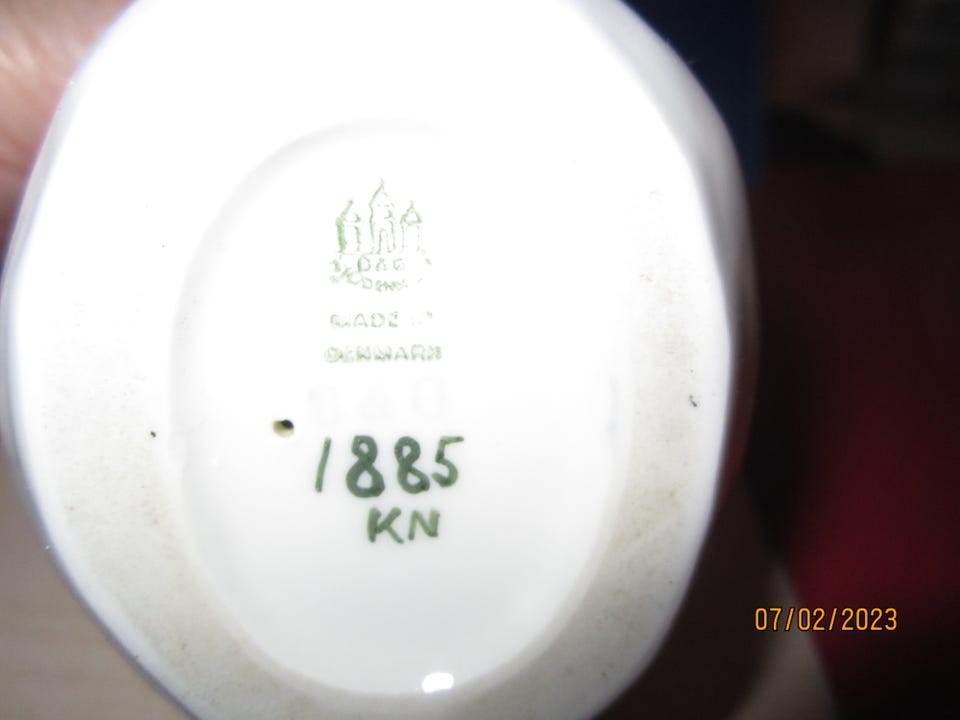 B&G
MADE IN
DENMARK
B&G
1885
KN
07/02/2023